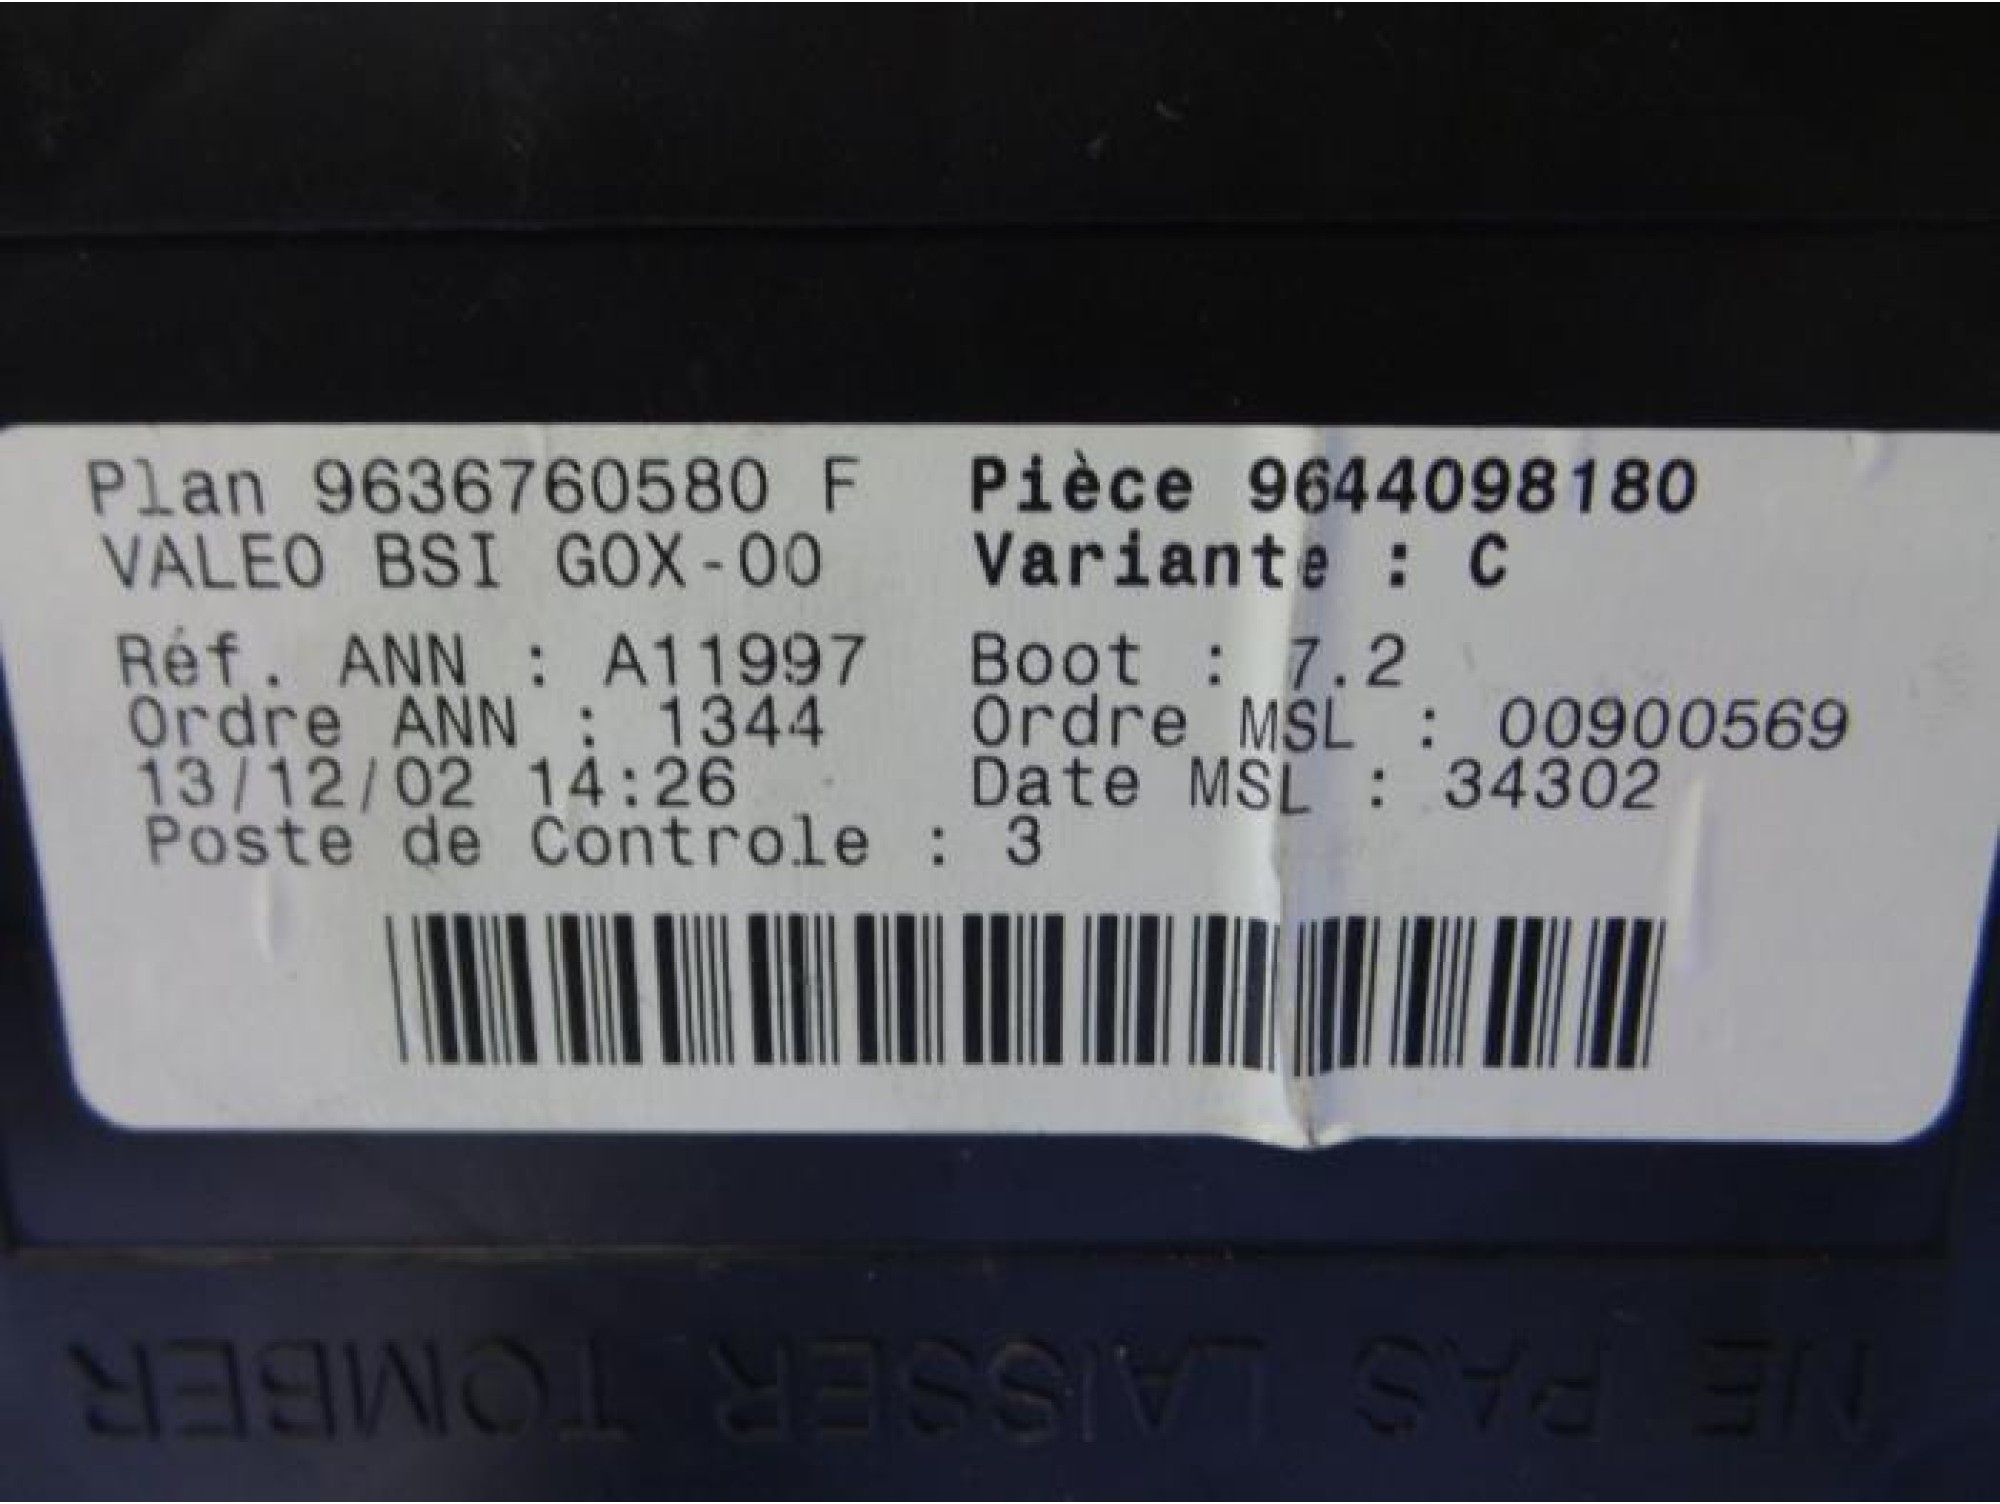 Plan 9636760580 F Pièce 9644098180
VALEO BSI GOX-00 Variante : C
Réf. ANN : A11997 Boot : 7.2
Ordre ANN : 1344 Ordre MSL : 00900569
13/12/02 14:26 Date MSL : 34302
Poste de Controle : 3
NE PAS LAISSER TOMBER